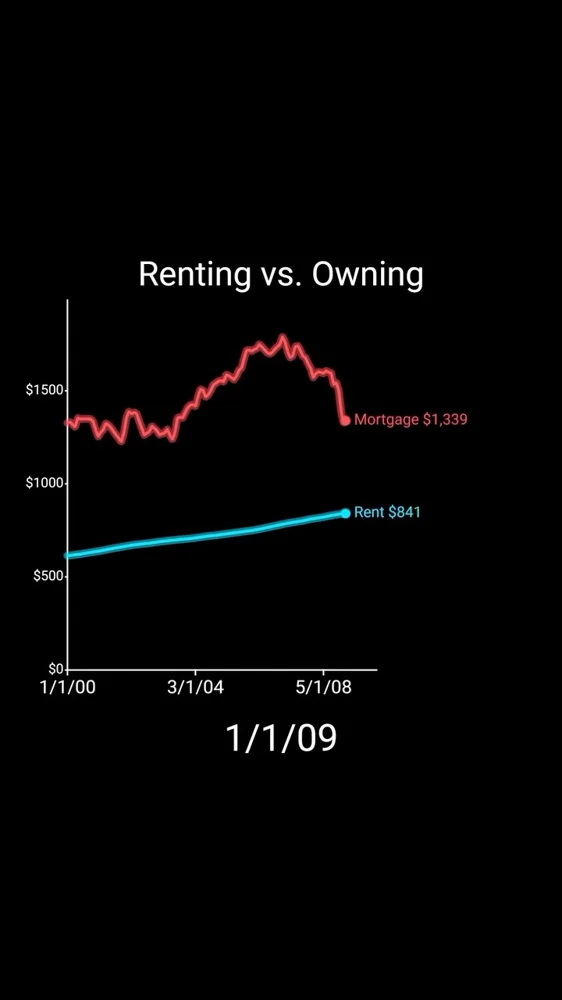 Renting vs. Owning
$1500
Mortgage $1,339
$1000
Rent $841
$500
$0
1/1/00 3/1/04 5/1/08
1/1/09